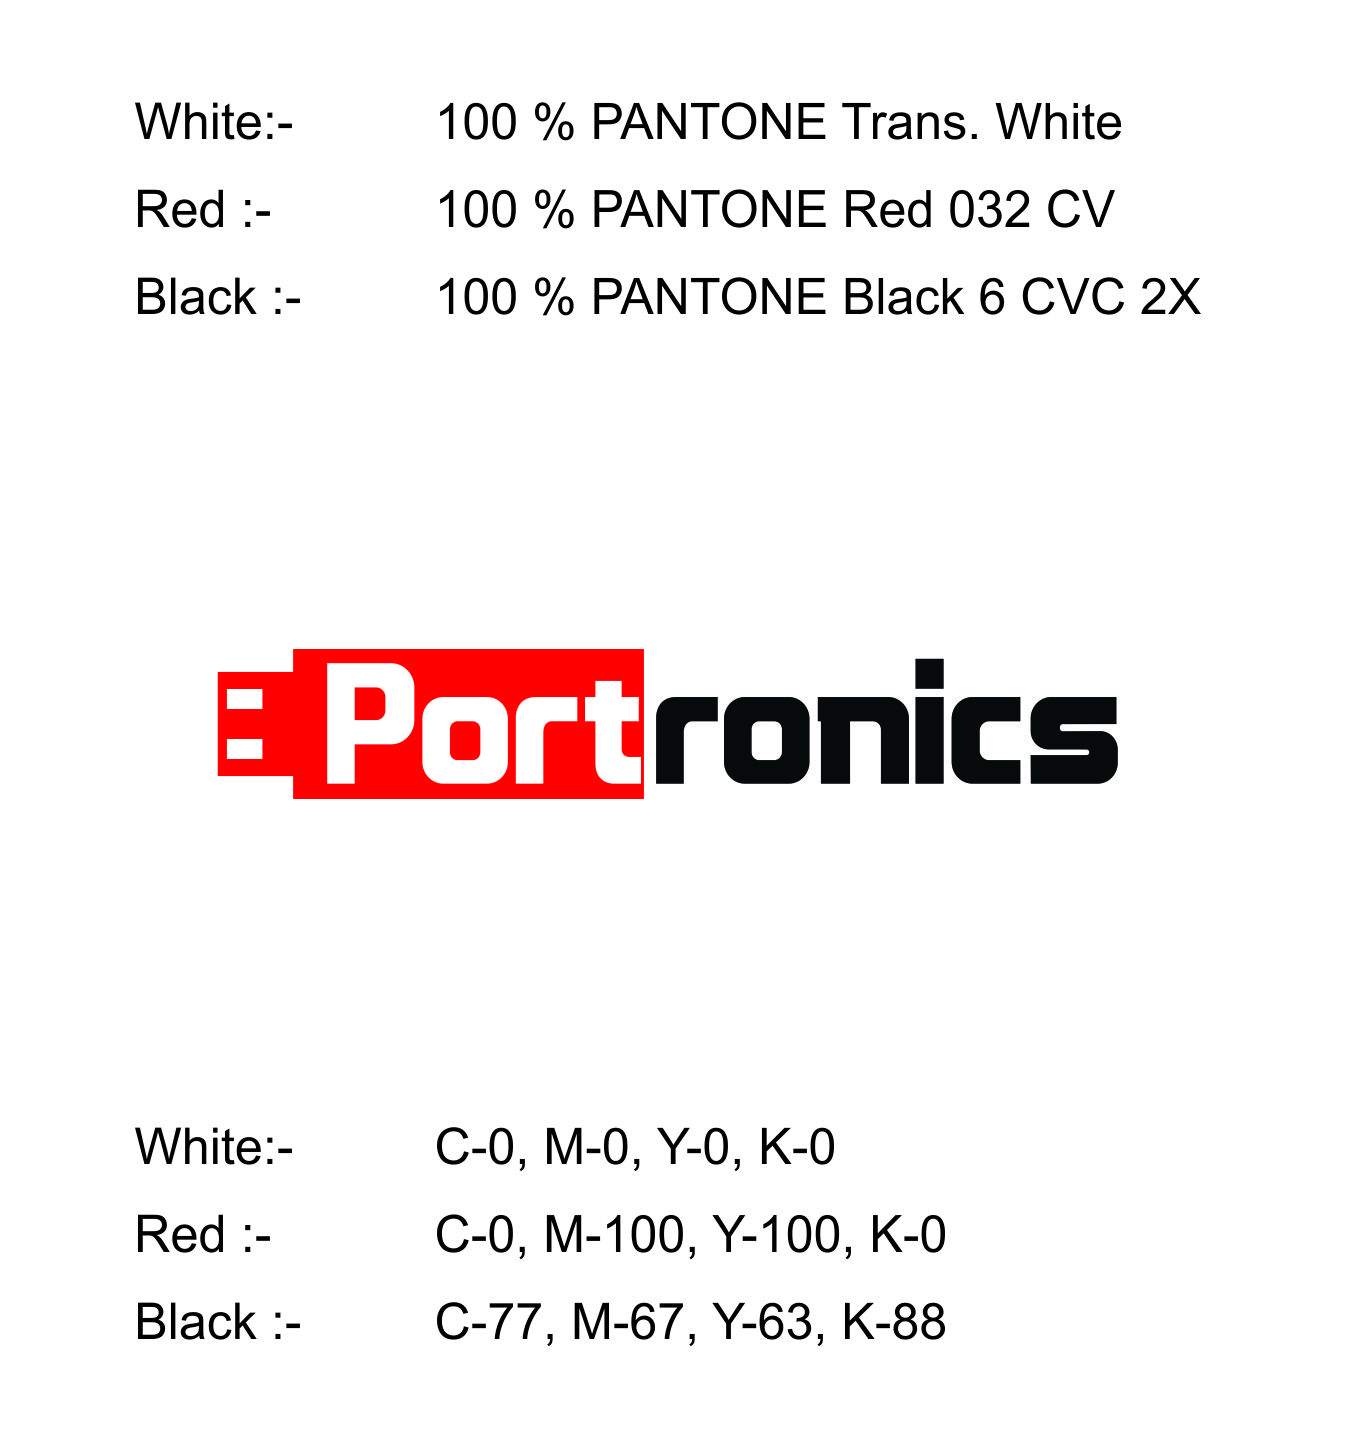 White:- 100 % PANTONE Trans. White
Red :- 100 % PANTONE Red 032 CV
Black :- 100 % PANTONE Black 6 CVC 2X
Portronics
White:- C-0, M-0, Y-0, K-0
Red :- C-0, M-100, Y-100, K-0
Black :- C-77, M-67, Y-63, K-88